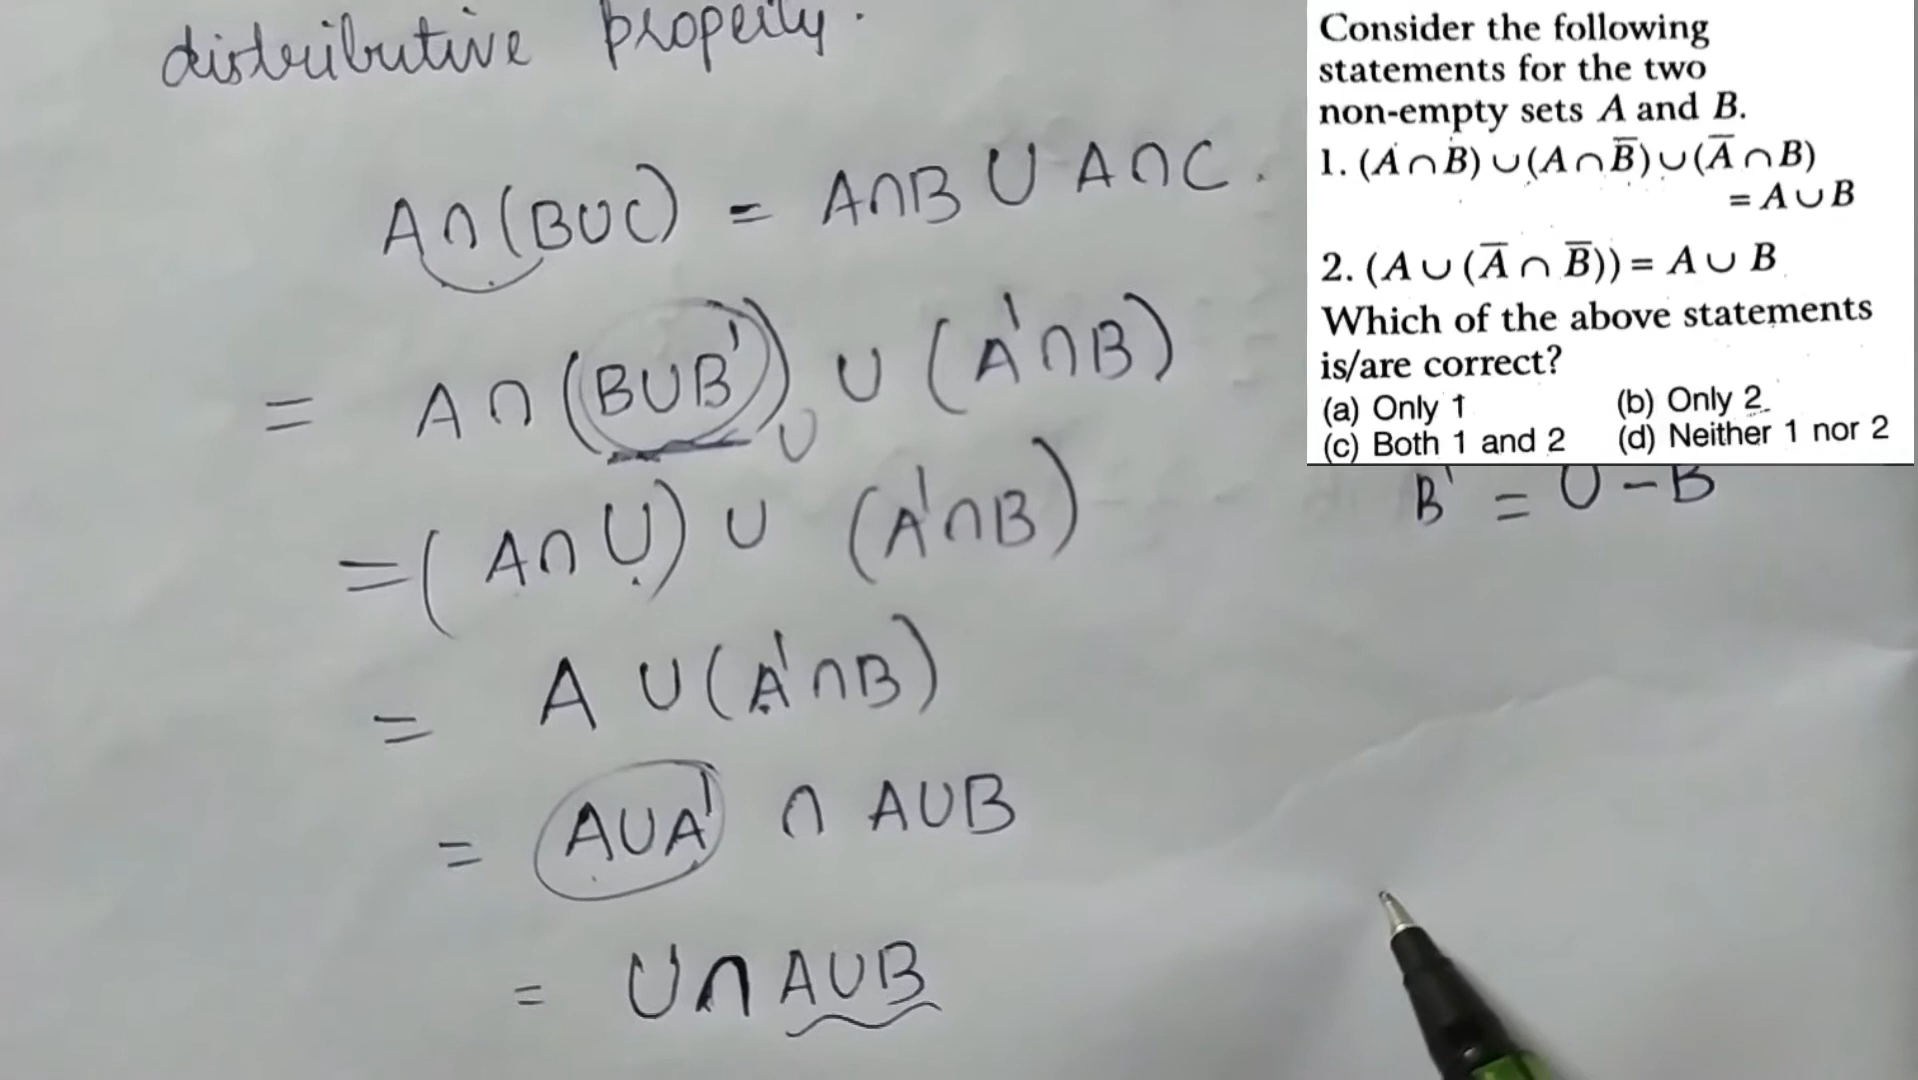 distributive property.
A∩(B∪C) = A∩B ∪ A∩C.
= A∩(B∪B') ∪ (A'∩B)
∪
=(A∩U) ∪ (A'∩B)
= A ∪ (A'∩B)
= A∪A' ∩ A∪B
= U∩A∪B
Consider the following
statements for the two
non-empty sets A and B.
1. (A∩B)∪(A∩B̅)∪(A̅∩B)
= A∪B
2. (A∪(A̅∩B̅)) = A∪B
Which of the above statements
is/are correct?
(a) Only 1 (b) Only 2
(c) Both 1 and 2 (d) Neither 1 nor 2
B' = U - B